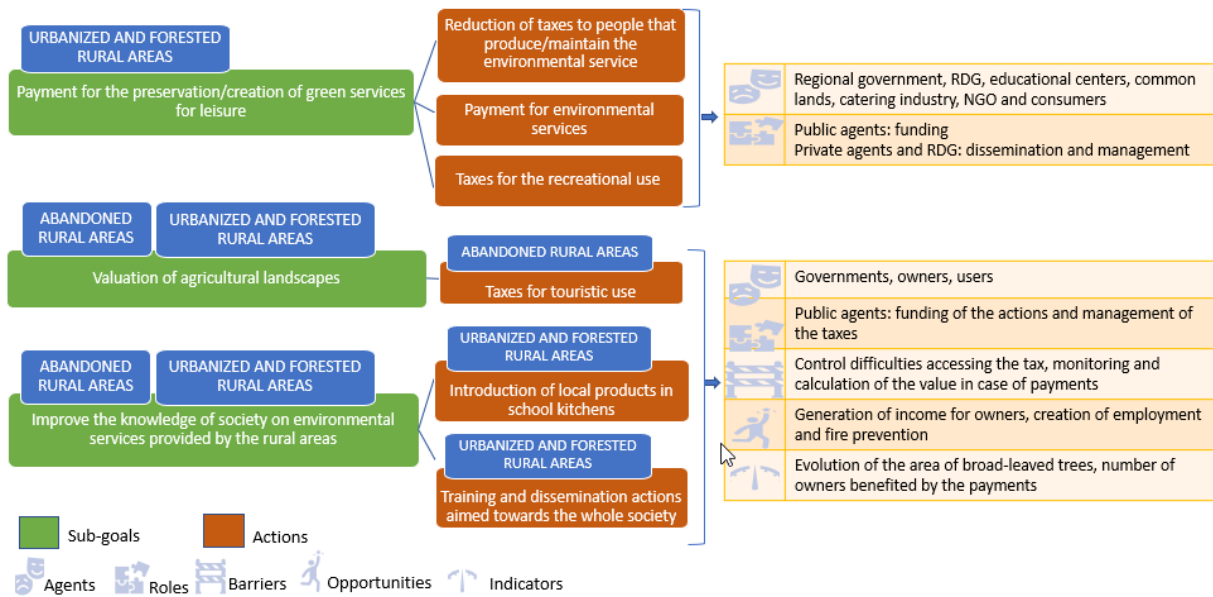 URBANIZED AND FORESTED
RURAL AREAS
Payment for the preservation/creation of green services
for leisure
Reduction of taxes to people that
produce/maintain the
environmental service
Payment for environmental
services
Taxes for the recreational use
Regional government, RDG, educational centers, common
lands, catering industry, NGO and consumers
Public agents: funding
Private agents and RDG: dissemination and management
ABANDONED
RURAL AREAS
URBANIZED AND FORESTED
RURAL AREAS
Valuation of agricultural landscapes
ABANDONED RURAL AREAS
Taxes for touristic use
ABANDONED
RURAL AREAS
URBANIZED AND FORESTED
RURAL AREAS
Improve the knowledge of society on environmental
services provided by the rural areas
URBANIZED AND FORESTED
RURAL AREAS
Introduction of local products in
school kitchens
URBANIZED AND FORESTED
RURAL AREAS
Training and dissemination actions
aimed towards the whole society
Governments, owners, users
Public agents: funding of the actions and management of
the taxes
Control difficulties accessing the tax, monitoring and
calculation of the value in case of payments
Generation of income for owners, creation of employment
and fire prevention
Evolution of the area of broad-leaved trees, number of
owners benefited by the payments
Sub-goals
Actions
Agents
Roles
Barriers
Opportunities
Indicators